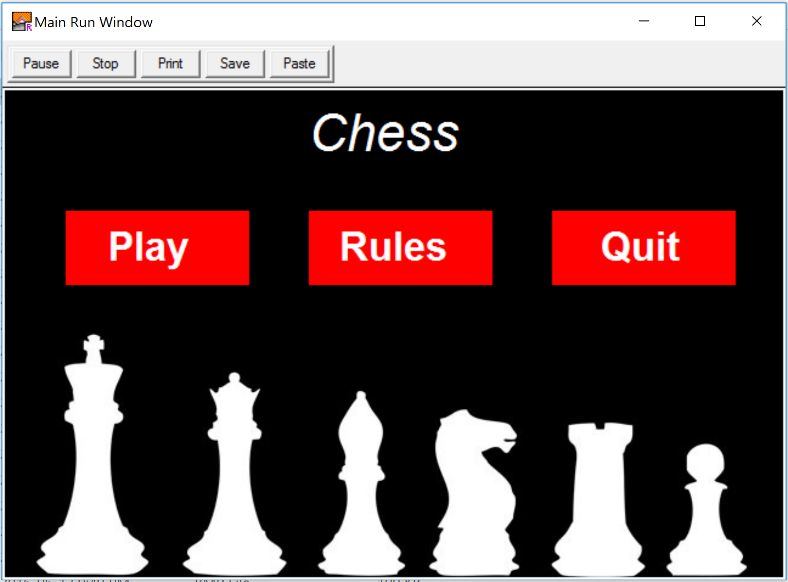 Main Run Window
Pause Stop Print Save Paste
Chess
Play Rules Quit